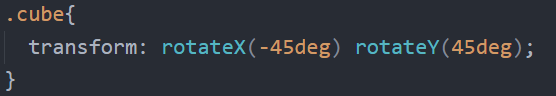 .cube{
transform: rotateX(-45deg) rotateY(45deg);
}